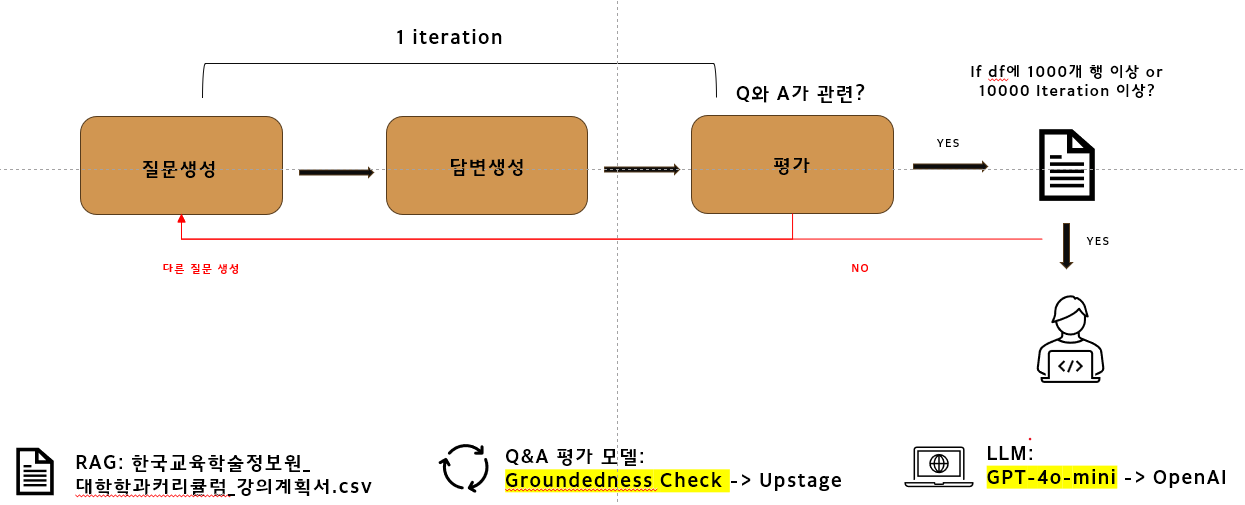 1 iteration
If df에 1000개 행 이상 or
10000 Iteration 이상?
Q와 A가 관련?
질문생성
답변생성
평가
YES
YES
다른 질문 생성
NO
</>
RAG: 한국교육학술정보원_
대학학과커리큘럼_강의계획서.csv
Q&A 평가 모델:
Groundedness Check -> Upstage
LLM:
GPT-4o-mini -> OpenAI